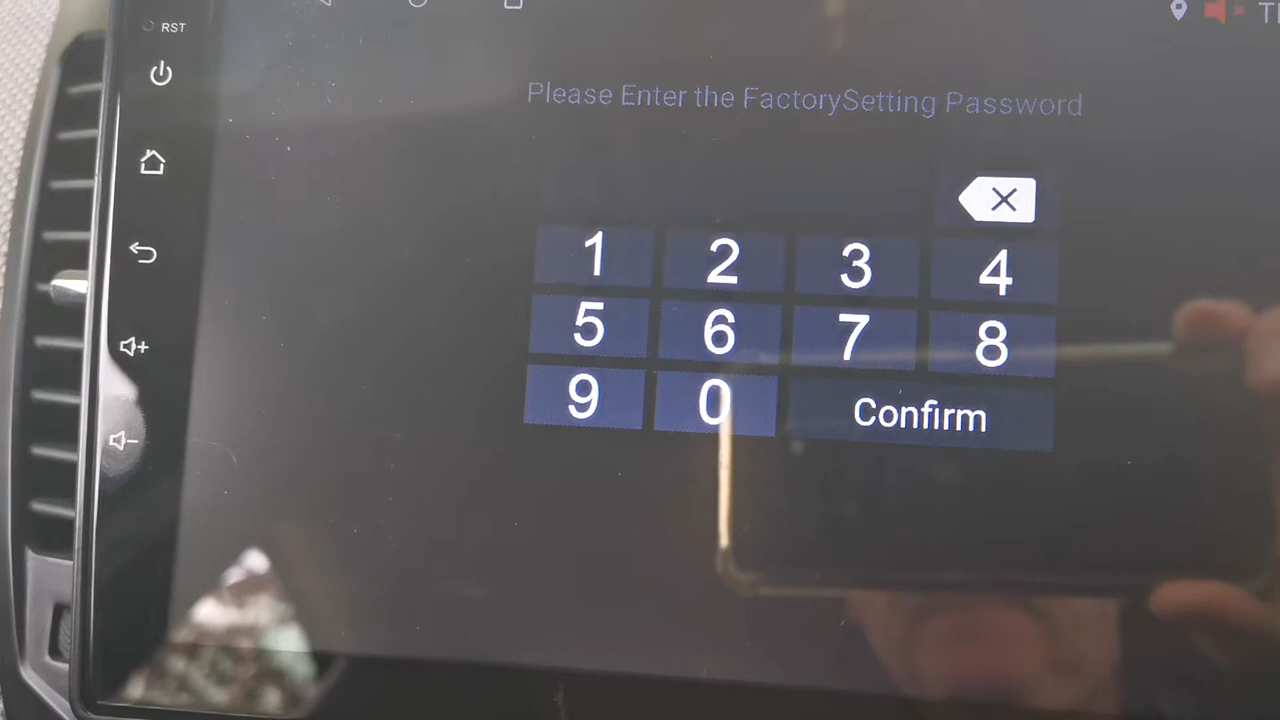 RST
Please Enter the FactorySetting Password
1 2 3 4
5 6 7 8
9 0 Confirm